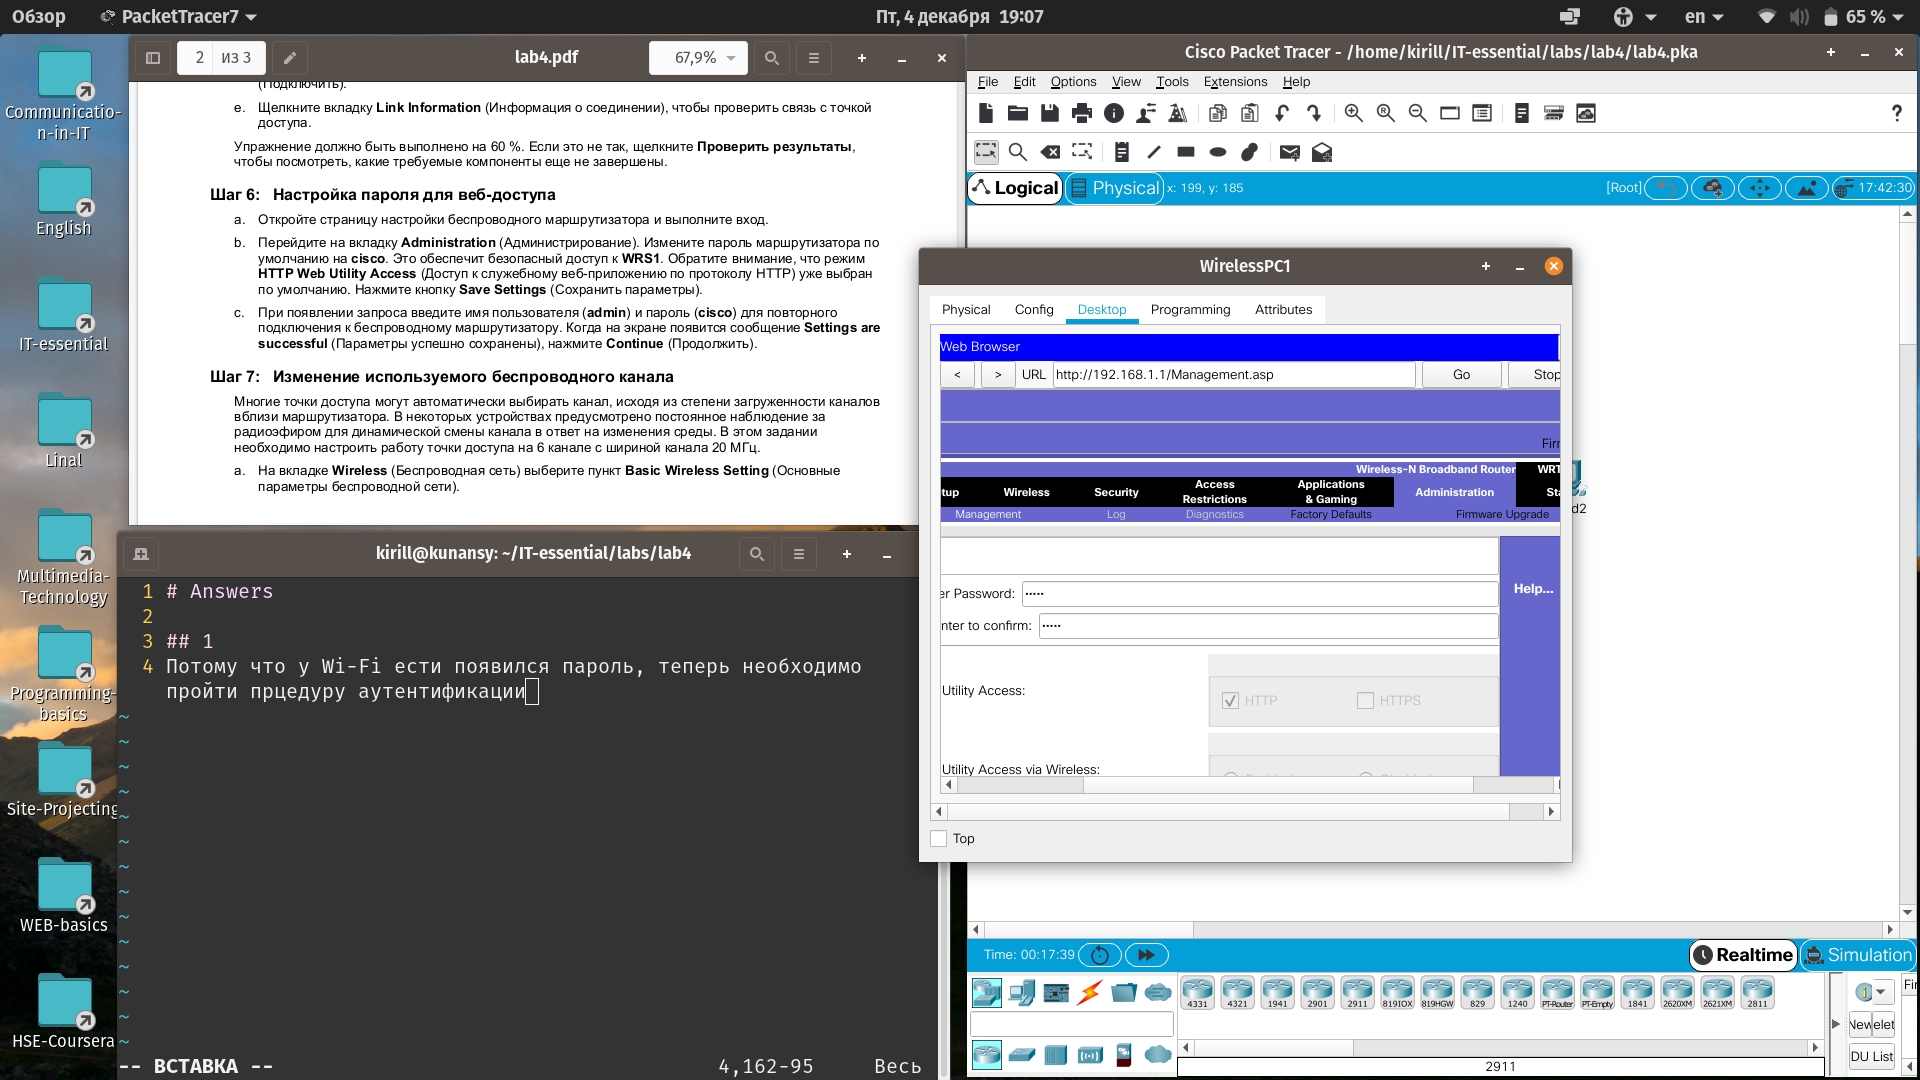 Обзор
PacketTracer7
Пт, 4 декабря 19:07
en
65 %
Communicatio-
n-in-IT
English
IT-essential
Linal
Multimedia-
Technology
Programming-
basics
Site-Projecting
WEB-basics
HSE-Coursera
2 из 3
lab4.pdf
67,9%
(Подключить).
e. Щелкните вкладку Link Information (Информация о соединении), чтобы проверить связь с точкой
доступа.
Упражнение должно быть выполнено на 60 %. Если это не так, щелкните Проверить результаты,
чтобы посмотреть, какие требуемые компоненты еще не завершены.
Шаг 6: Настройка пароля для веб-доступа
a. Откройте страницу настройки беспроводного маршрутизатора и выполните вход.
b. Перейдите на вкладку Administration (Администрирование). Измените пароль маршрутизатора по
умолчанию на cisco. Это обеспечит безопасный доступ к WRS1. Обратите внимание, что режим
HTTP Web Utility Access (Доступ к служебному веб-приложению по протоколу HTTP) уже выбран
по умолчанию. Нажмите кнопку Save Settings (Сохранить параметры).
c. При появлении запроса введите имя пользователя (admin) и пароль (cisco) для повторного
подключения к беспроводному маршрутизатору. Когда на экране появится сообщение Settings are
successful (Параметры успешно сохранены), нажмите Continue (Продолжить).
Шаг 7: Изменение используемого беспроводного канала
Многие точки доступа могут автоматически выбирать канал, исходя из степени загруженности каналов
вблизи маршрутизатора. В некоторых устройствах предусмотрено постоянное наблюдение за
радиоэфиром для динамической смены канала в ответ на изменения среды. В этом задании
необходимо настроить работу точки доступа на 6 канале с шириной канала 20 МГц.
a. На вкладке Wireless (Беспроводная сеть) выберите пункт Basic Wireless Setting (Основные
параметры беспроводной сети).
kirill@kunansy: ~/IT-essential/labs/lab4
1 # Answers
2
3 ## 1
4 Потому что у Wi-Fi ести появился пароль, теперь необходимо
пройти прцедуру аутентификации
~
~
~
~
~
~
~
~
~
~
~
~
~
~
-- ВСТАВКА --
4,162-95
Весь
Cisco Packet Tracer - /home/kirill/IT-essential/labs/lab4/lab4.pka
File Edit Options View Tools Extensions Help
Logical
Physical
x: 199, y: 185
[Root]
17:42:30
WirelessPC1
Physical Config Desktop Programming Attributes
Web Browser
< > URL http://192.168.1.1/Management.asp Go Stop
Fir
Wireless-N Broadband Router WRT
tup Wireless Security Access Restrictions Applications & Gaming Administration Sta
Management Log Diagnostics Factory Defaults Firmware Upgrade
d2
er Password: •••••
Help...
nter to confirm: •••••
Utility Access:
HTTP HTTPS
Utility Access via Wireless:
Top
Time: 00:17:39
Realtime
Simulation
4331 4321 1941 2901 2911 819IOX 819HGW 829 1240 PT-Router PT-Empty 1841 2620XM 2621XM 2811
Fir
New
elet
DU List
2911